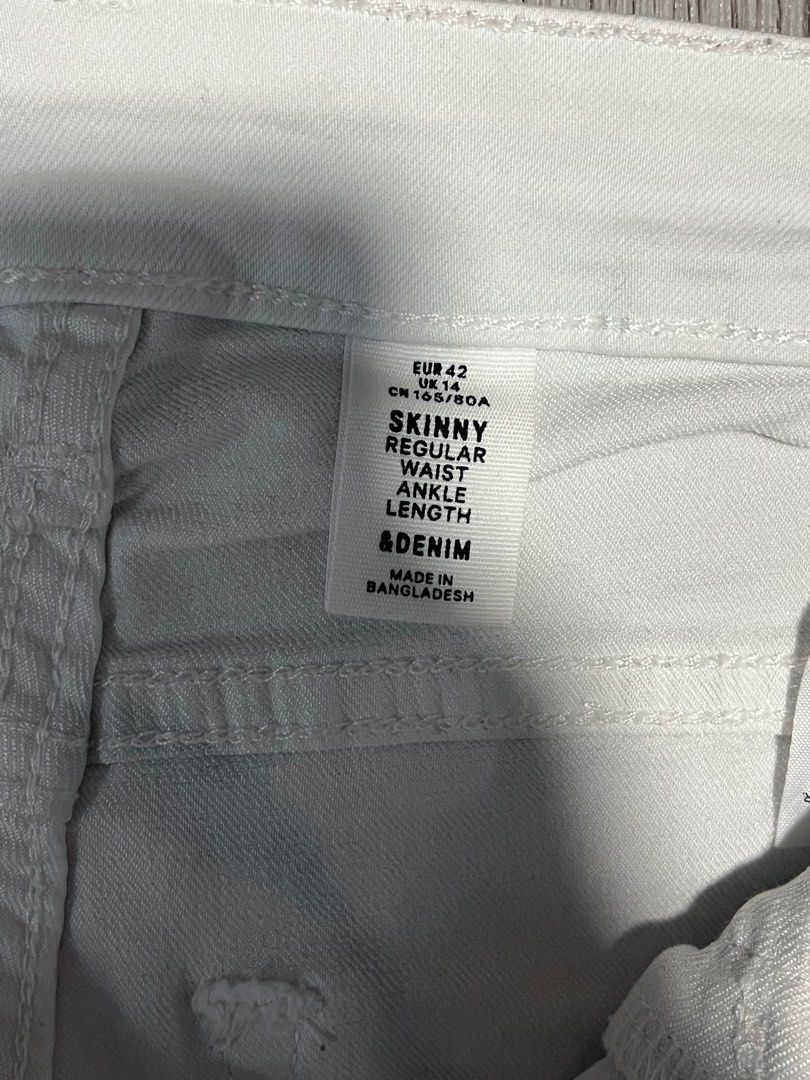 EUR 42
UK 14
CN 165/80A
SKINNY
REGULAR
WAIST
ANKLE
LENGTH
&DENIM
MADE IN
BANGLADESH